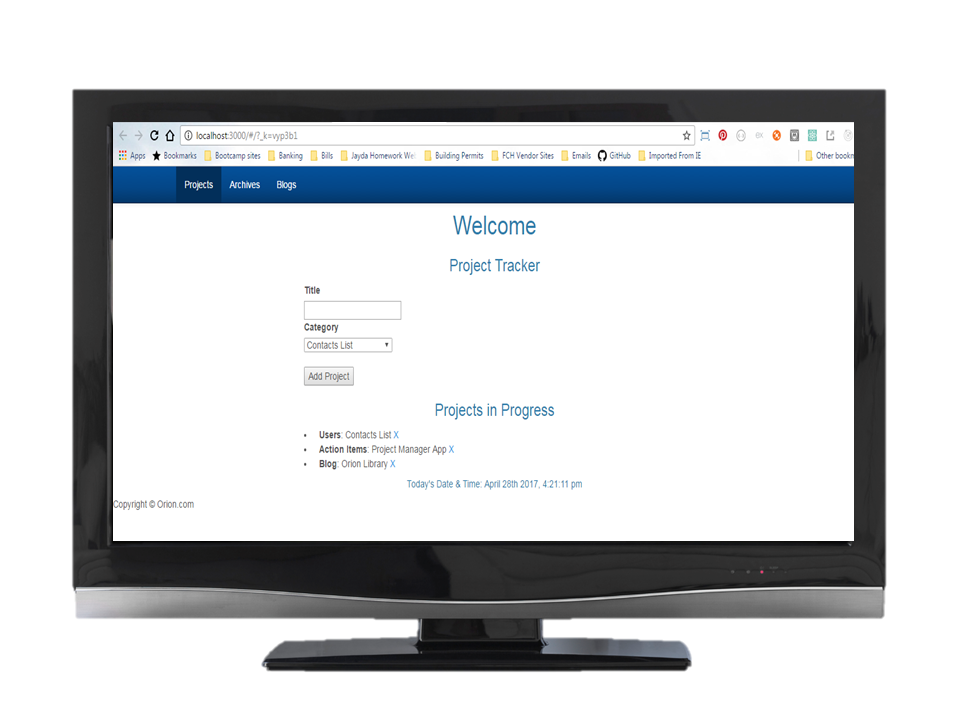 localhost:3000/#/?_k=vyp3b1
Apps Bookmarks Bootcamp sites Banking Bills Jayda Homework We Building Permits FCH Vendor Sites Emails GitHub Imported From IE Other bookm
Projects Archives Blogs
Welcome
Project Tracker
Title
Category
Contacts List
Add Project
Projects in Progress
• Users: Contacts List X
• Action Items: Project Manager App X
• Blog: Orion Library X
Today's Date & Time: April 28th 2017, 4:21:11 pm
Copyright © Orion.com